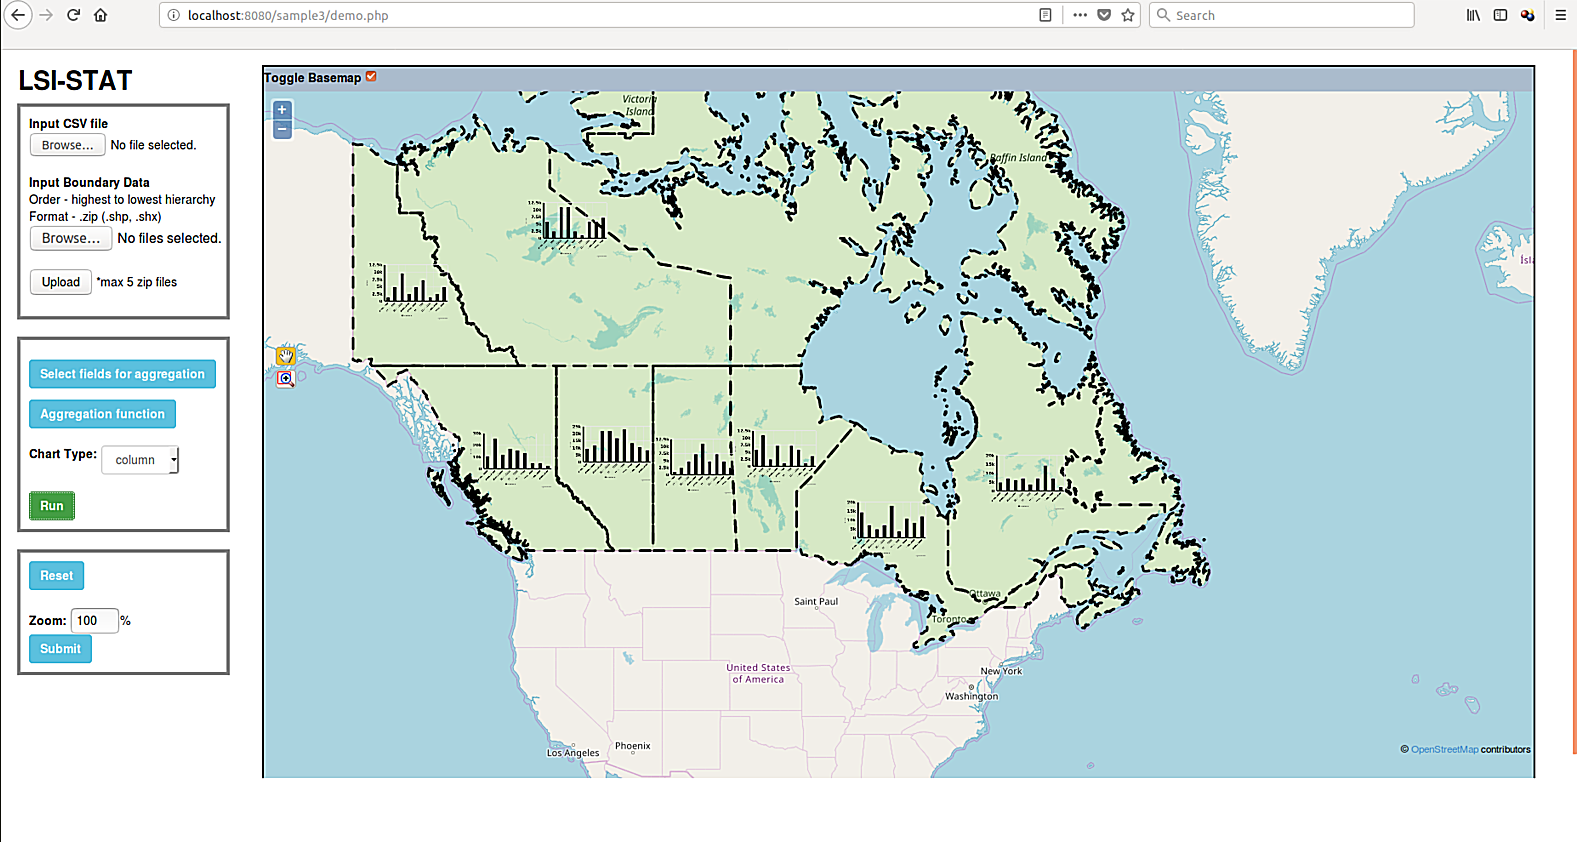 localhost:8080/sample3/demo.php
Search
LSI-STAT
Input CSV file
Browse... No file selected.
Input Boundary Data
Order - highest to lowest hierarchy
Format - .zip (.shp, .shx)
Browse... No files selected.
Upload *max 5 zip files
Select fields for aggregation
Aggregation function
Chart Type: column
Run
Reset
Zoom: 100 %
Submit
Toggle Basemap
+
−
Victoria
Island
Baffin Island
Ísla
Ottawa
Toronto
Saint Paul
United States
of America
New York
Washington
Los Angeles
Phoenix
© OpenStreetMap contributors